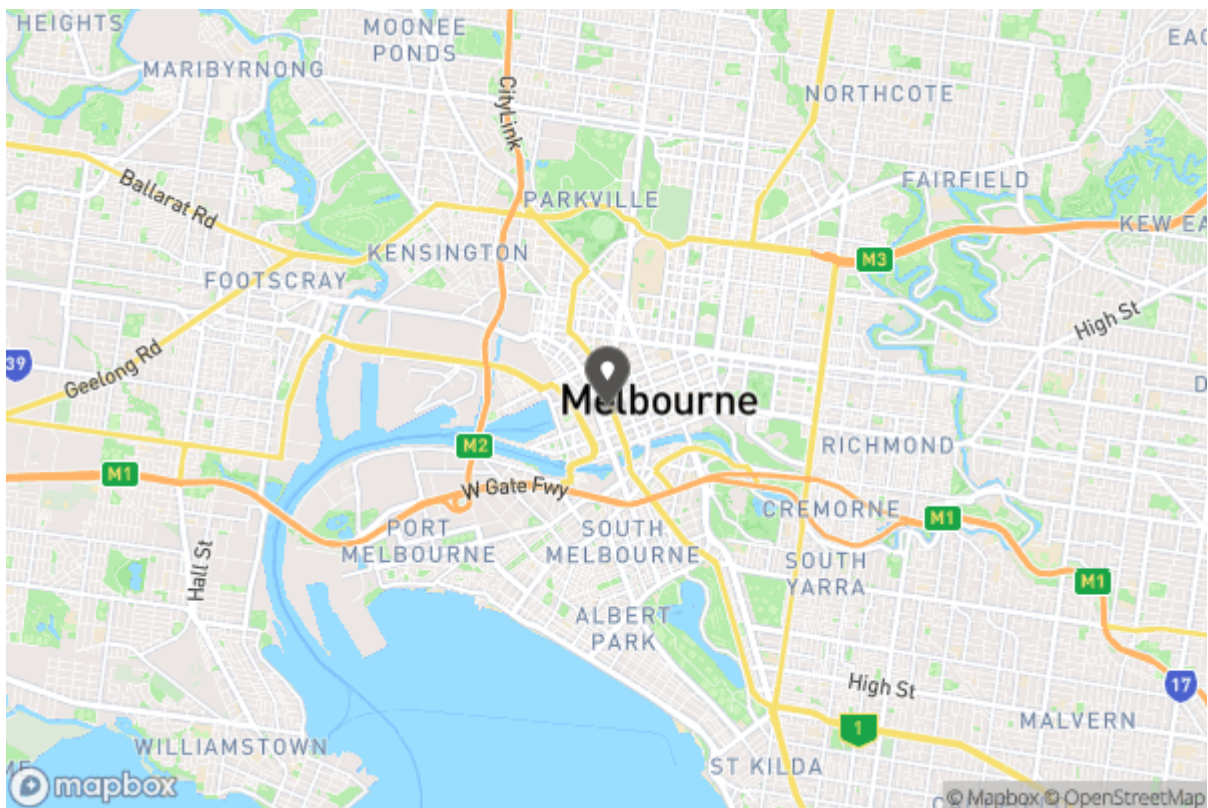 HEIGHTS
MOONEE
PONDS
EAG
MARIBYRNONG
CityLink
NORTHCOTE
Ballarat Rd
FAIRFIELD
PARKVILLE
KEW EA
KENSINGTON
M3
FOOTSCRAY
High St
39
Geelong Rd
D
Melbourne
RICHMOND
M2
M1
W Gate Fwy
CREMORNE
M1
PORT
MELBOURNE
SOUTH
MELBOURNE
SOUTH
YARRA
Hall St
M1
ALBERT
PARK
High St
17
MALVERN
1
WILLIAMSTOWN
ST KILDA
ME
mapbox
© Mapbox © OpenStreetMap